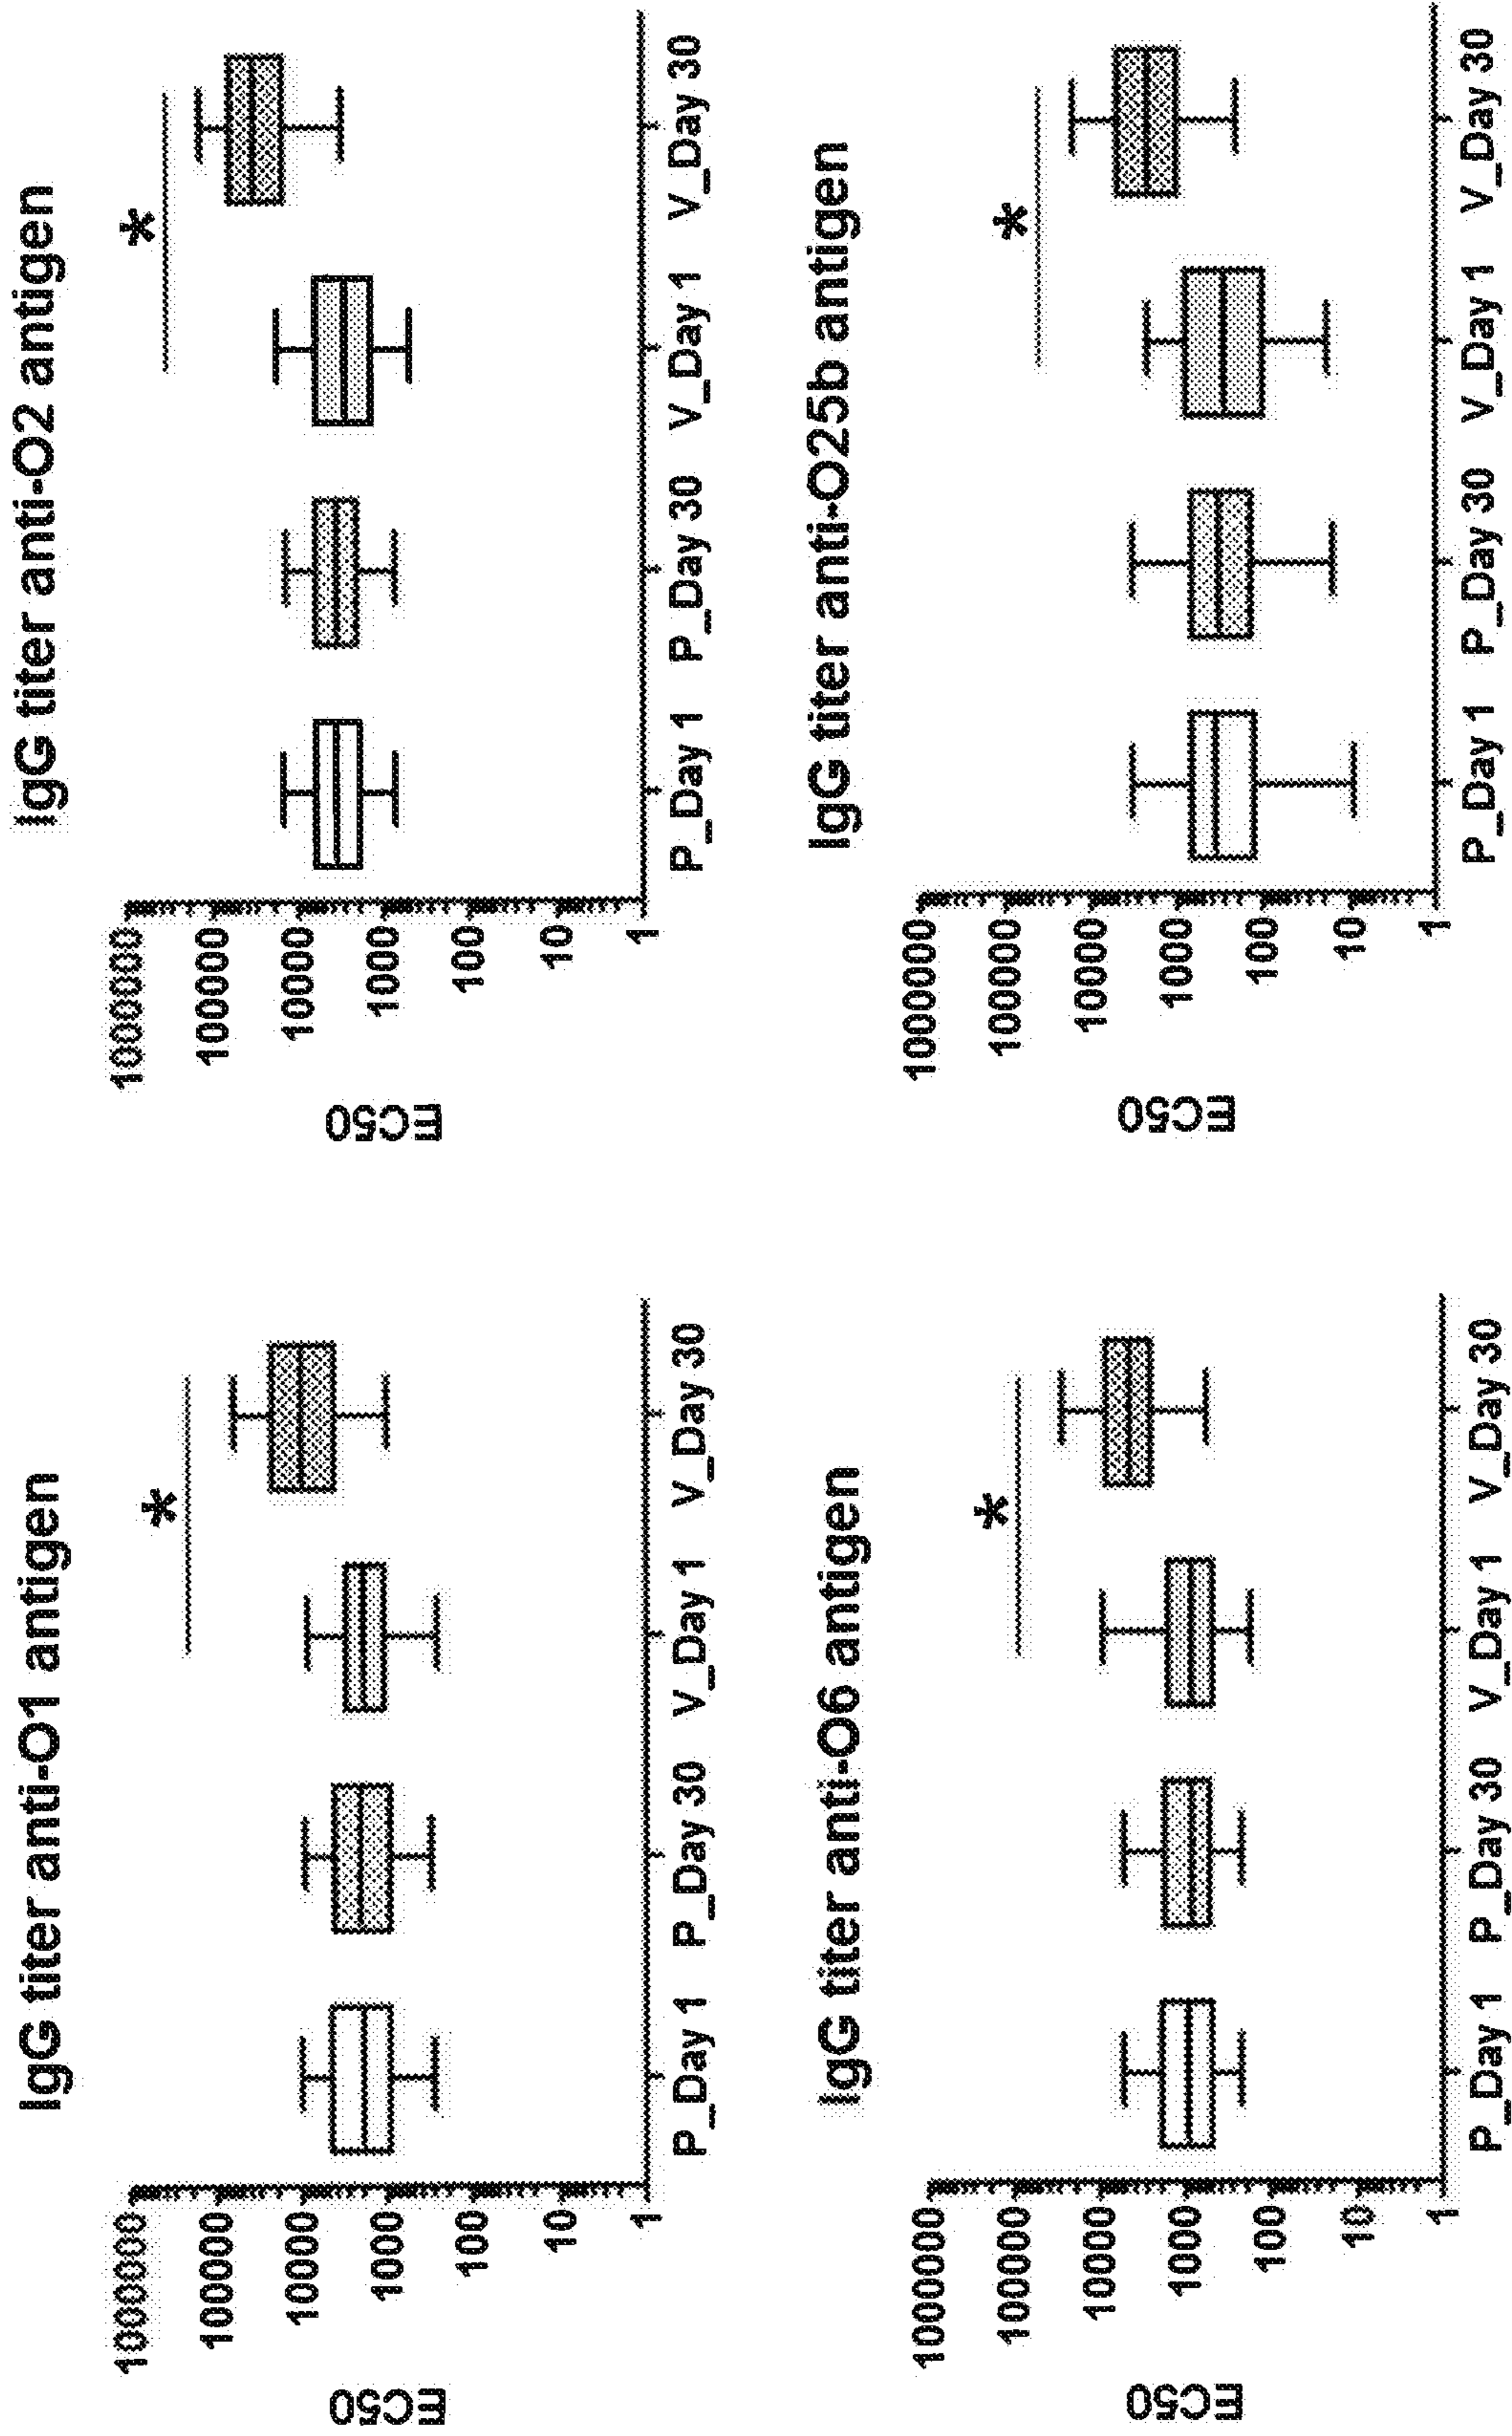 IgG titer anti-O1 antigen
*
1000000
100000
10000
1000
100
10
1
EC50
P_Day 1 P_Day 30 V_Day 1 V_Day 30
IgG titer anti-O2 antigen
*
1000000
100000
10000
1000
100
10
1
EC50
P_Day 1 P_Day 30 V_Day 1 V_Day 30
IgG titer anti-O6 antigen
*
1000000
100000
10000
1000
100
10
1
EC50
P_Day 1 P_Day 30 V_Day 1 V_Day 30
IgG titer anti-O25b antigen
*
1000000
100000
10000
1000
100
10
1
EC50
P_Day 1 P_Day 30 V_Day 1 V_Day 30